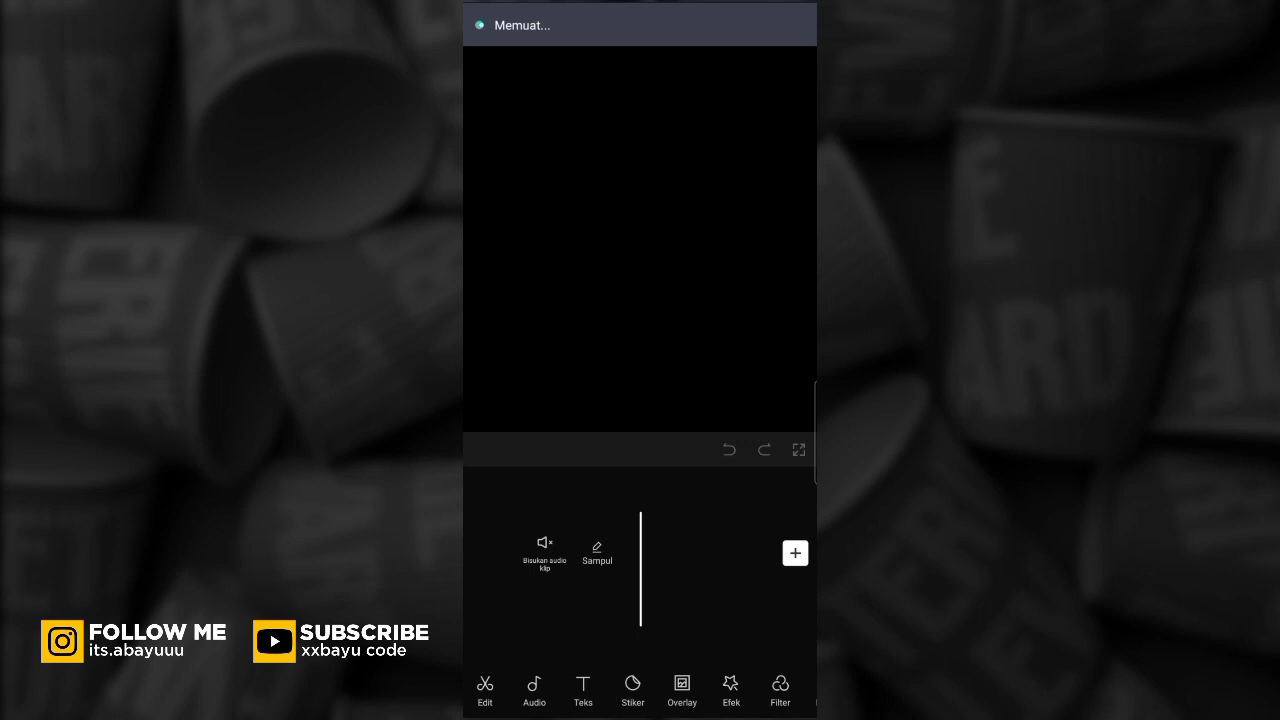 Memuat...
Bisukan audio
klip
Sampul
Edit
Audio
Teks
Stiker
Overlay
Efek
Filter
FOLLOW ME
its.abayuuu
SUBSCRIBE
xxbayu code